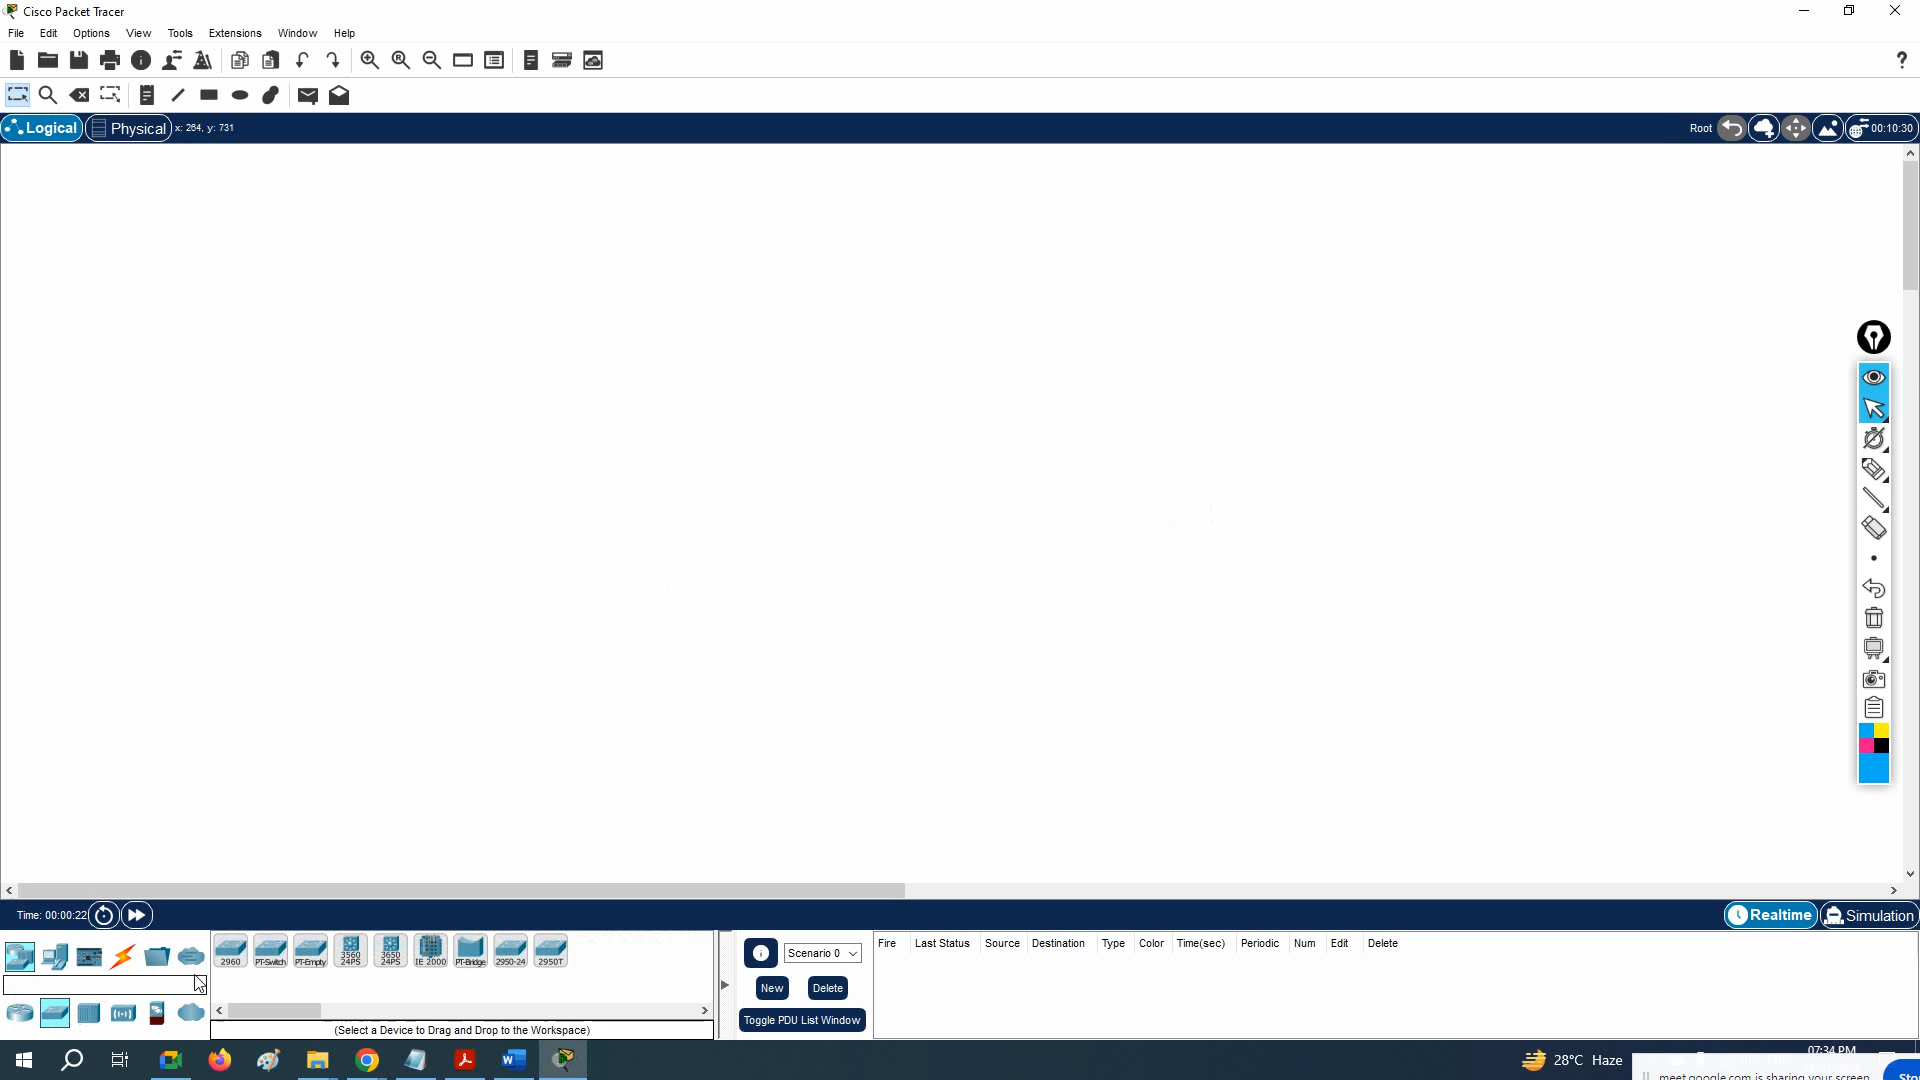 Cisco Packet Tracer
File Edit Options View Tools Extensions Window Help
Logical Physical x: 264, y: 731 Root 00:10:30
Time: 00:00:22 Realtime Simulation
2960 PT-Switch PT-Empty 3560 24PS 3650 24PS IE 2000 PT-Bridge 2950-24 2950T
(Select a Device to Drag and Drop to the Workspace)
Scenario 0
New Delete
Toggle PDU List Window
Fire Last Status Source Destination Type Color Time(sec) Periodic Num Edit Delete
28°C Haze
07:34 PM
meet.google.com is sharing your screen.